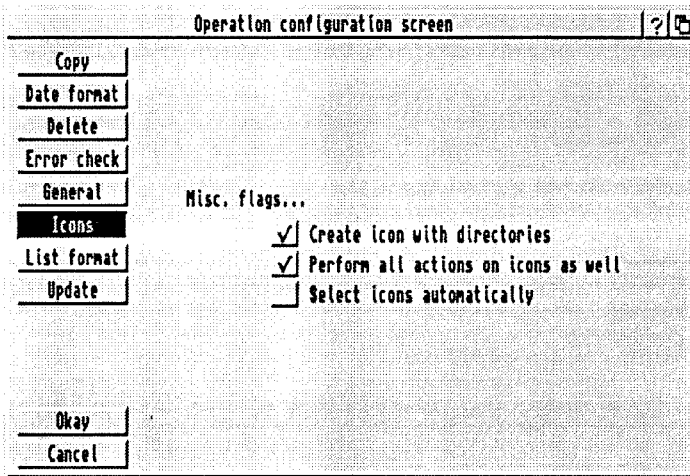 Operation configuration screen ?
Copy
Date format
Delete
Error check
General
Icons
List format
Update
Misc. flags...
Create icon with directories
Perform all actions on icons as well
Select icons automatically
Okay
Cancel